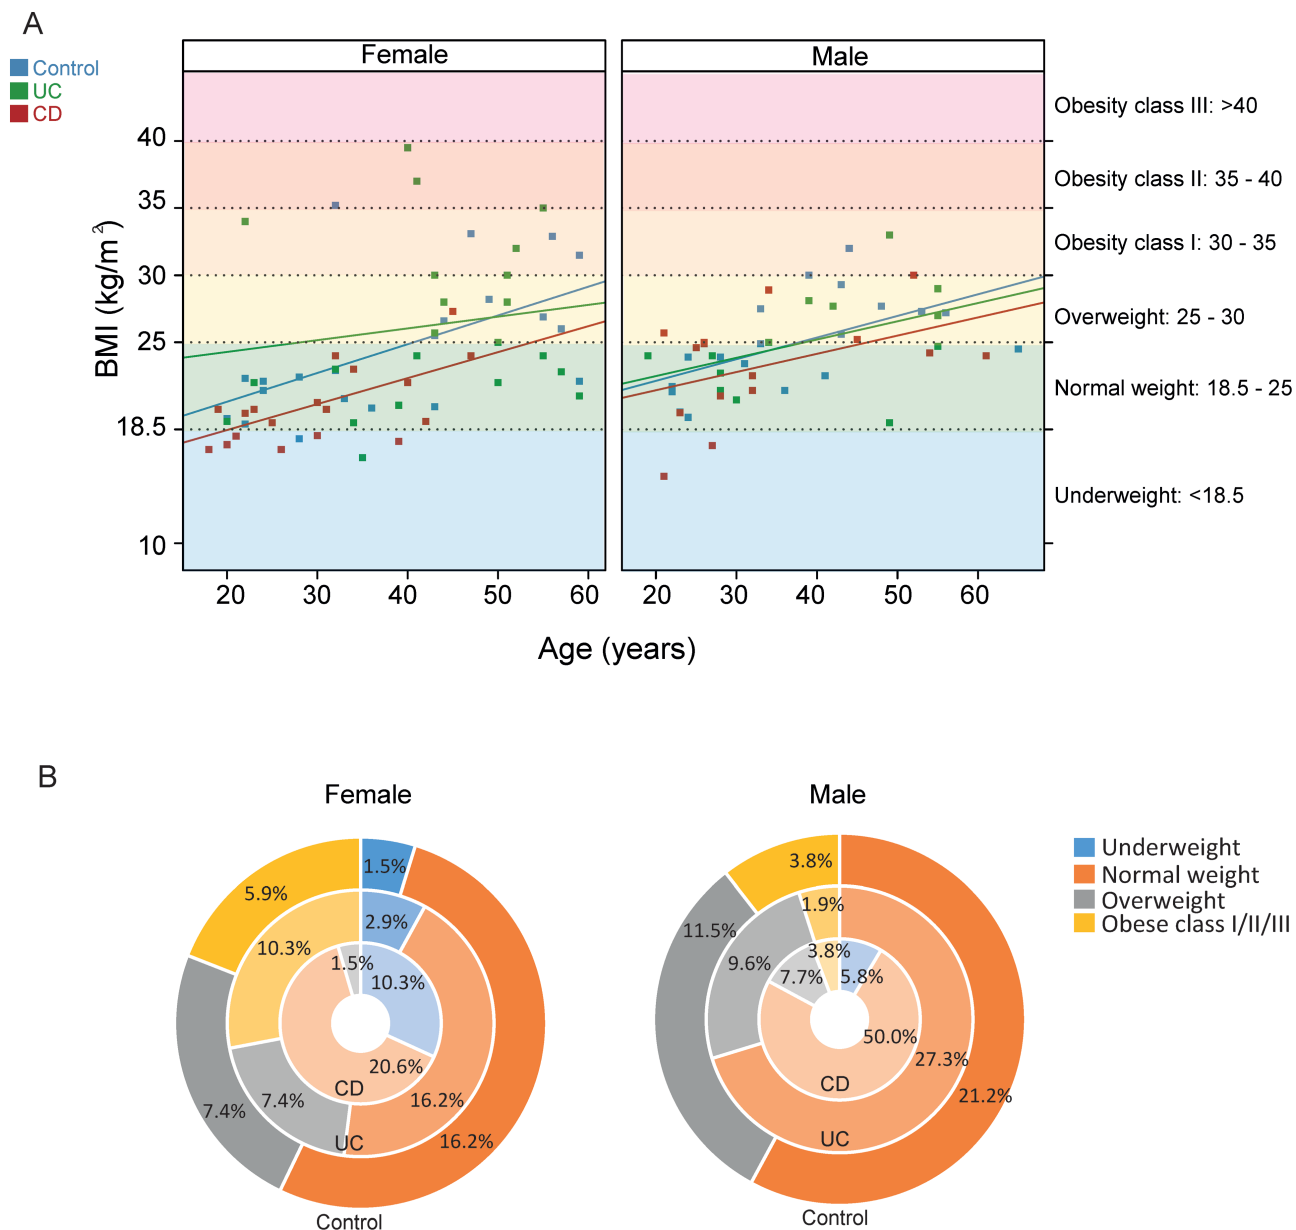 A
Control
UC
CD
Female
Male
BMI (kg/m²)
40
35
30
25
18.5
10
Obesity class III: >40
Obesity class II: 35 - 40
Obesity class I: 30 - 35
Overweight: 25 - 30
Normal weight: 18.5 - 25
Underweight: <18.5
20 30 40 50 60
20 30 40 50 60
Age (years)
B
Female
1.5%
5.9%
2.9%
10.3%
1.5%
10.3%
20.6%
CD
7.4%
7.4%
16.2%
UC
16.2%
Control
Male
3.8%
1.9%
11.5%
3.8%
9.6%
7.7%
5.8%
50.0%
27.3%
CD
21.2%
UC
Control
Underweight
Normal weight
Overweight
Obese class I/II/III